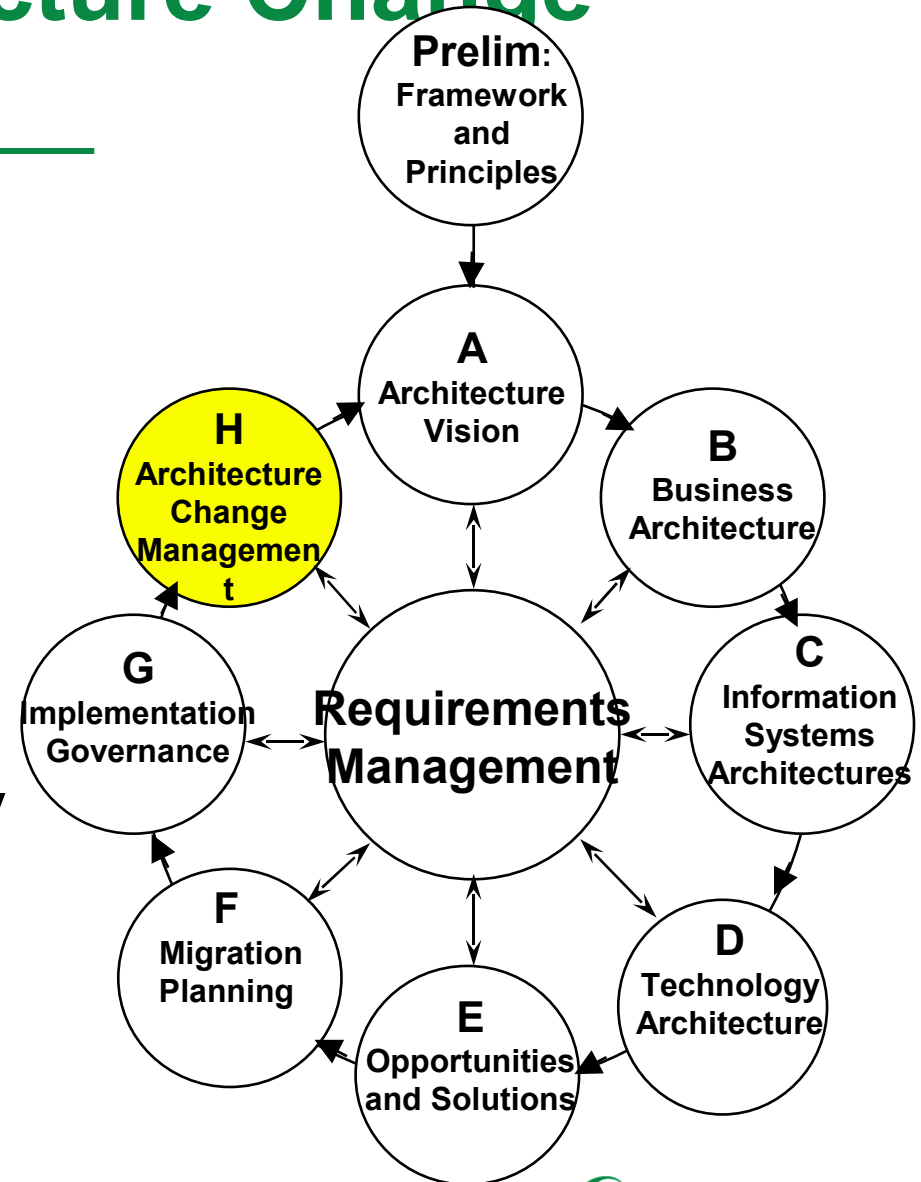 cture Change
Prelim:
Framework
and
Principles
A
Architecture
Vision
H
Architecture
Change
Managemen
t
B
Business
Architecture
G
Implementation
Governance
Requirements
Management
C
Information
Systems
Architectures
F
Migration
Planning
E
Opportunities
and Solutions
D
Technology
Architecture